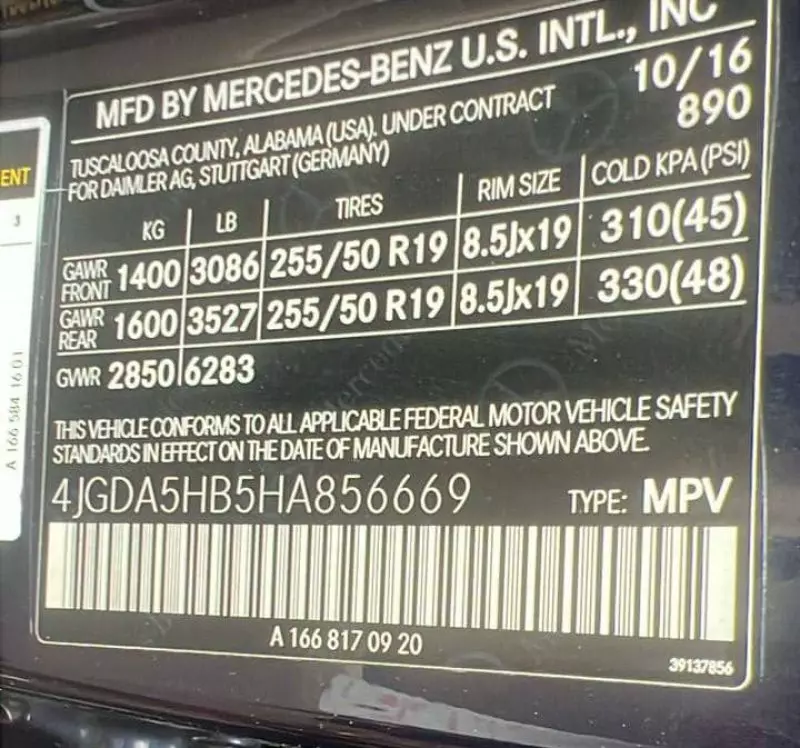 MFD BY MERCEDES-BENZ U.S. INTL., INC
10/16
890
TUSCALOOSA COUNTY, ALABAMA (USA). UNDER CONTRACT
FOR DAIMLER AG, STUTTGART (GERMANY)
KG LB TIRES RIM SIZE COLD KPA (PSI)
GAWR FRONT 1400 3086 255/50 R19 8.5Jx19 310(45)
GAWR REAR 1600 3527 255/50 R19 8.5Jx19 330(48)
GVWR 2850 6283
THIS VEHICLE CONFORMS TO ALL APPLICABLE FEDERAL MOTOR VEHICLE SAFETY
STANDARDS IN EFFECT ON THE DATE OF MANUFACTURE SHOWN ABOVE.
4JGDA5HB5HA856669 TYPE: MPV
A 166 817 09 20
39137856
ENT
3
A 166 584 16 01